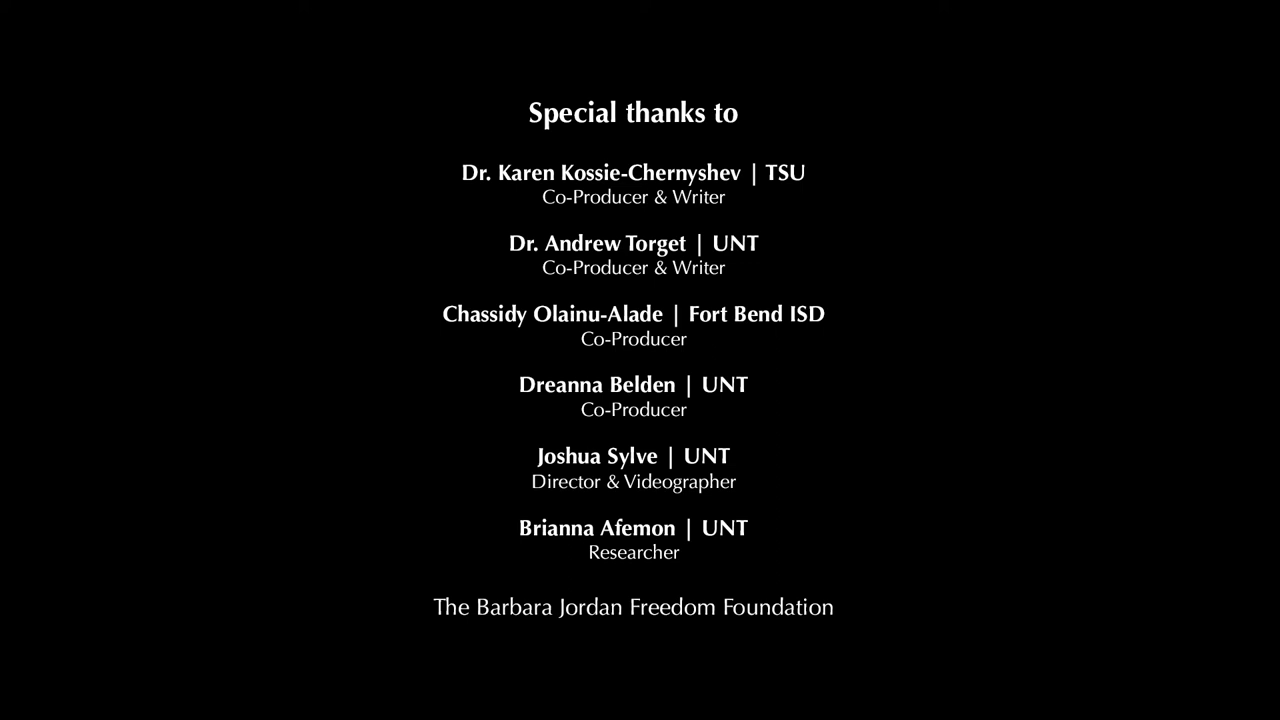 Special thanks to
Dr. Karen Kossie-Chernyshev | TSU
Co-Producer & Writer
Dr. Andrew Torget | UNT
Co-Producer & Writer
Chassidy Olainu-Alade | Fort Bend ISD
Co-Producer
Dreanna Belden | UNT
Co-Producer
Joshua Sylve | UNT
Director & Videographer
Brianna Afemon | UNT
Researcher
The Barbara Jordan Freedom Foundation